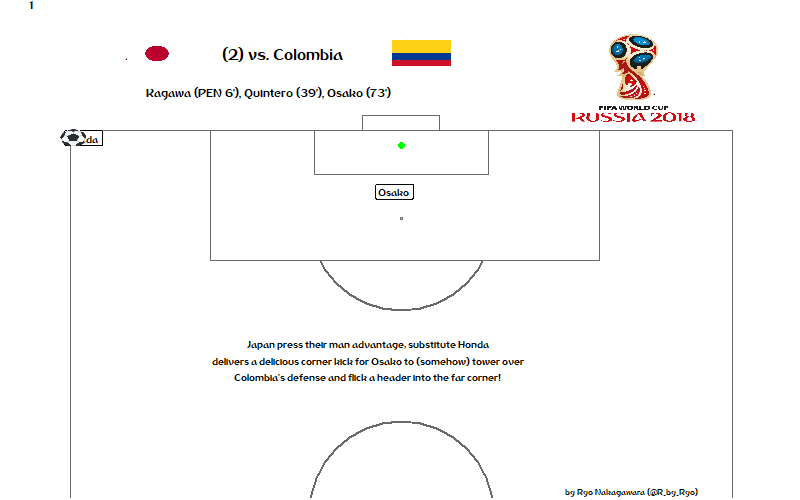 1
(2) vs. Colombia
Kagawa (PEN 6'), Quintero (39'), Osako (73')
FIFA WORLD CUP
RUSSIA 2018
da
Osako
Japan press their man advantage, substitute Honda
delivers a delicious corner kick for Osako to (somehow) tower over
Colombia's defense and flick a header into the far corner!
by Ryo Nakagawara (@R_by_Ryo)